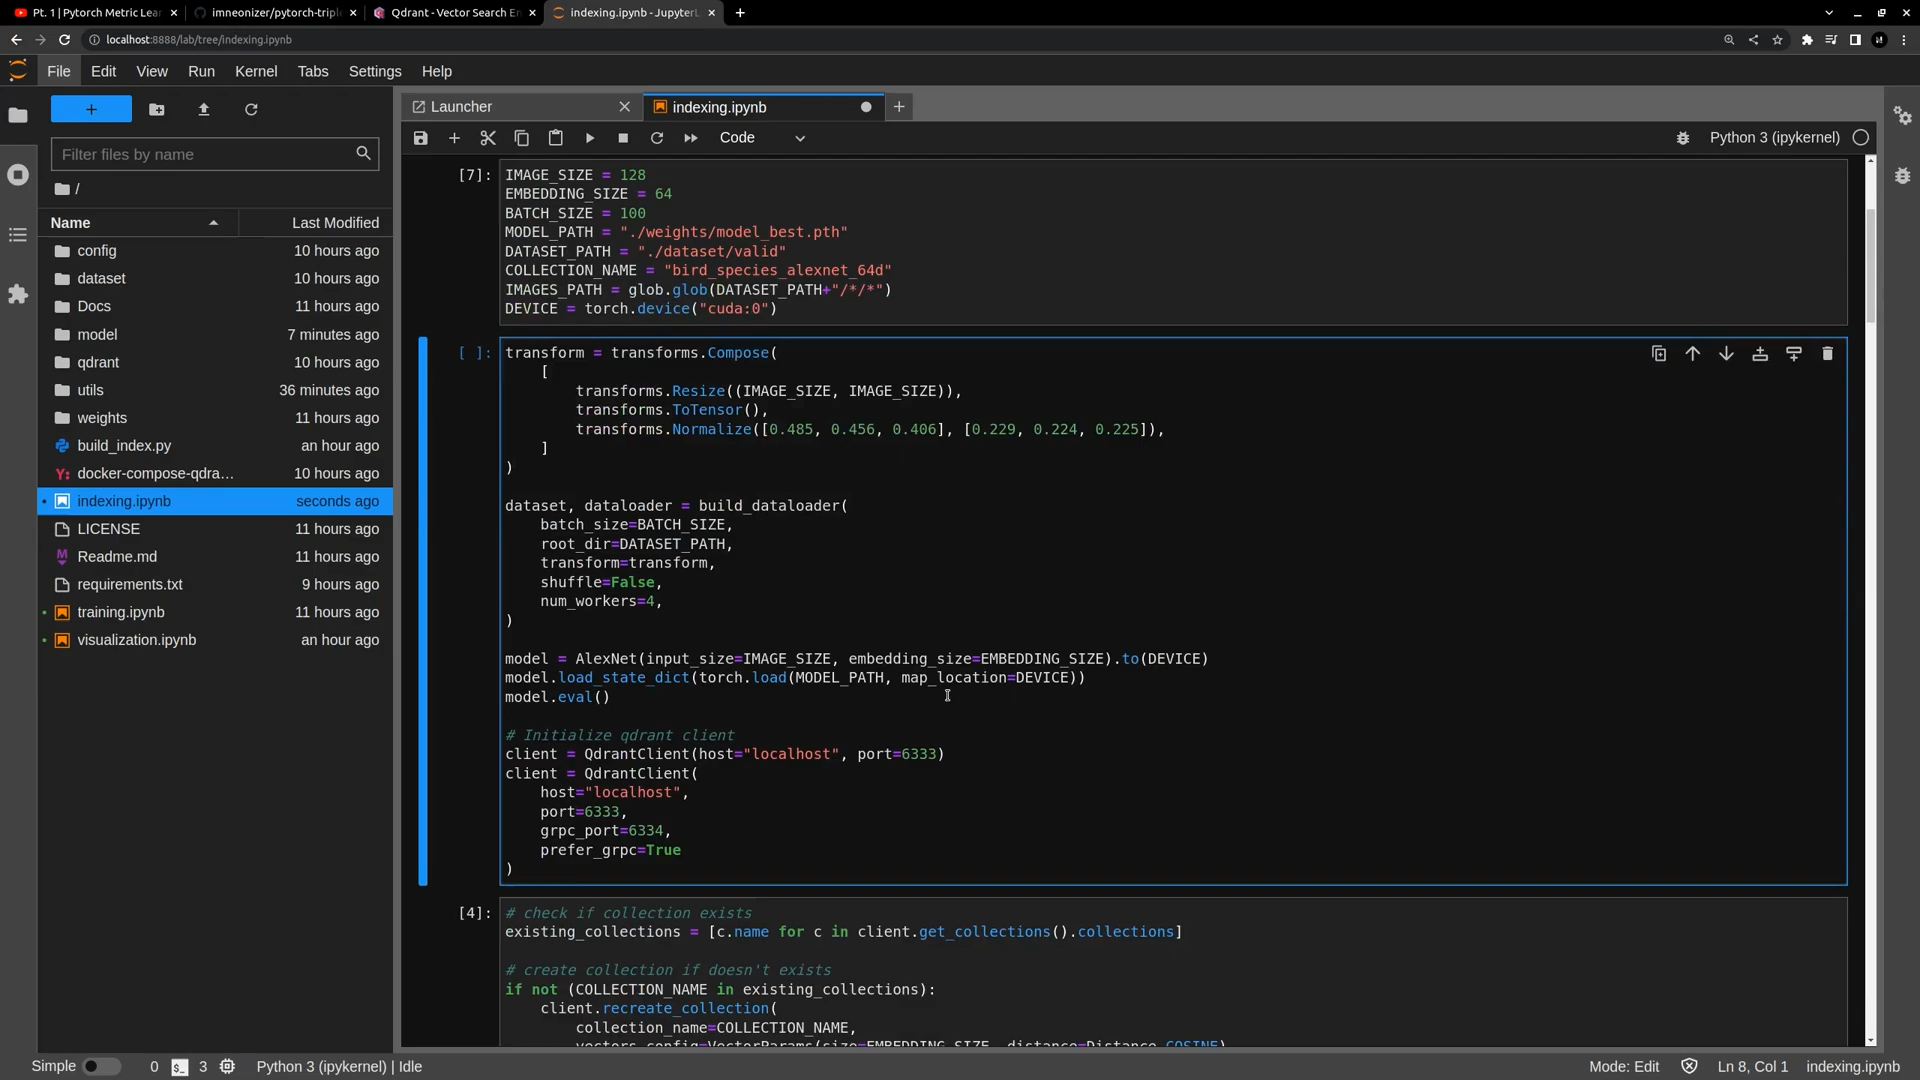 Pt. 1 | Pytorch Metric Lea
imneonizer/pytorch-triple
Qdrant - Vector Search En
indexing.ipynb - JupyterL
localhost:8888/lab/tree/indexing.ipynb
File Edit View Run Kernel Tabs Settings Help
Launcher
indexing.ipynb
Code
Python 3 (ipykernel)
Filter files by name
/
Name Last Modified
config 10 hours ago
dataset 10 hours ago
Docs 11 hours ago
model 7 minutes ago
qdrant 10 hours ago
utils 36 minutes ago
weights 11 hours ago
build_index.py an hour ago
docker-compose-qdra... 10 hours ago
indexing.ipynb seconds ago
LICENSE 11 hours ago
Readme.md 11 hours ago
requirements.txt 9 hours ago
training.ipynb 11 hours ago
visualization.ipynb an hour ago
[7]: IMAGE_SIZE = 128
EMBEDDING_SIZE = 64
BATCH_SIZE = 100
MODEL_PATH = "./weights/model_best.pth"
DATASET_PATH = "./dataset/valid"
COLLECTION_NAME = "bird_species_alexnet_64d"
IMAGES_PATH = glob.glob(DATASET_PATH+"/*/*")
DEVICE = torch.device("cuda:0")
[ ]: transform = transforms.Compose(
[
transforms.Resize((IMAGE_SIZE, IMAGE_SIZE)),
transforms.ToTensor(),
transforms.Normalize([0.485, 0.456, 0.406], [0.229, 0.224, 0.225]),
]
)
dataset, dataloader = build_dataloader(
batch_size=BATCH_SIZE,
root_dir=DATASET_PATH,
transform=transform,
shuffle=False,
num_workers=4,
)
model = AlexNet(input_size=IMAGE_SIZE, embedding_size=EMBEDDING_SIZE).to(DEVICE)
model.load_state_dict(torch.load(MODEL_PATH, map_location=DEVICE))
model.eval()
# Initialize qdrant client
client = QdrantClient(host="localhost", port=6333)
client = QdrantClient(
host="localhost",
port=6333,
grpc_port=6334,
prefer_grpc=True
)
[4]: # check if collection exists
existing_collections = [c.name for c in client.get_collections().collections]
# create collection if doesn't exists
if not (COLLECTION_NAME in existing_collections):
client.recreate_collection(
collection_name=COLLECTION_NAME,
vectors_config=VectorParams(size=EMBEDDING_SIZE, distance=Distance.COSINE)
Simple 0 3 Python 3 (ipykernel) | Idle
Mode: Edit Ln 8, Col 1 indexing.ipynb